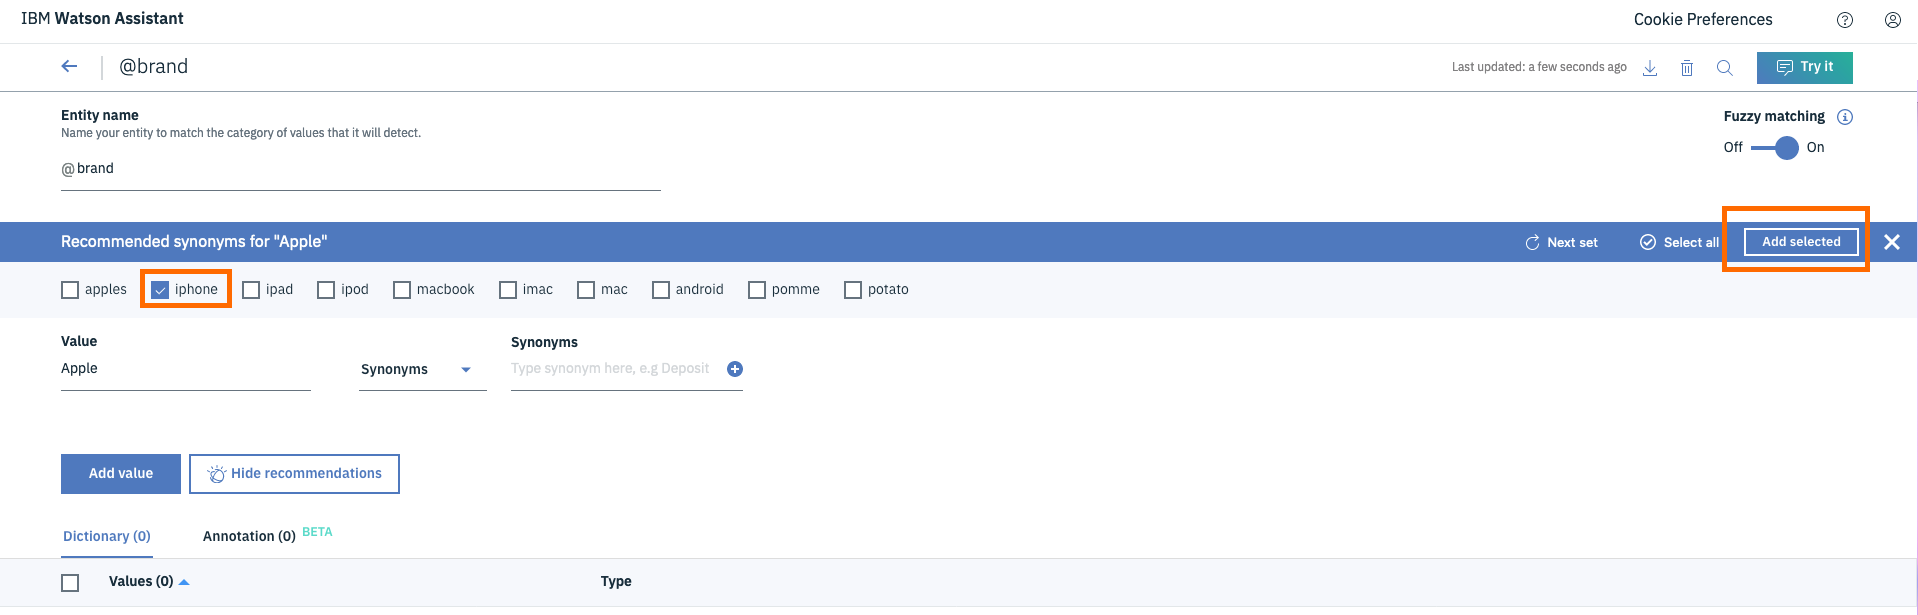 IBM Watson Assistant
Cookie Preferences
@brand
Last updated: a few seconds ago
Try it
Entity name
Name your entity to match the category of values that it will detect.
@brand
Fuzzy matching
Off On
Recommended synonyms for "Apple"
Next set
Select all
Add selected
apples iphone ipad ipod macbook imac mac android pomme potato
Value
Apple
Synonyms
Synonyms
Type synonym here, e.g Deposit
Add value
Hide recommendations
Dictionary (0)
Annotation (0) BETA
Values (0)
Type